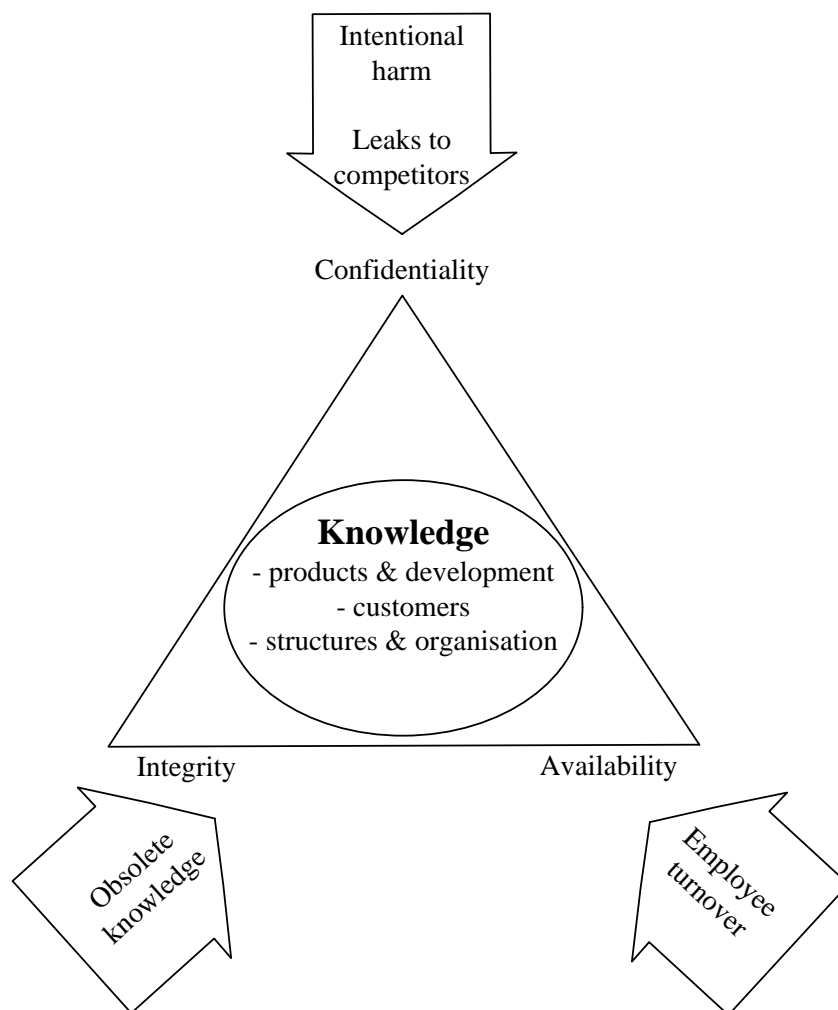 Intentional
harm
Leaks to
competitors
Confidentiality
Knowledge
- products & development
- customers
- structures & organisation
Integrity
Availability
Obsolete
knowledge
Employee
turnover